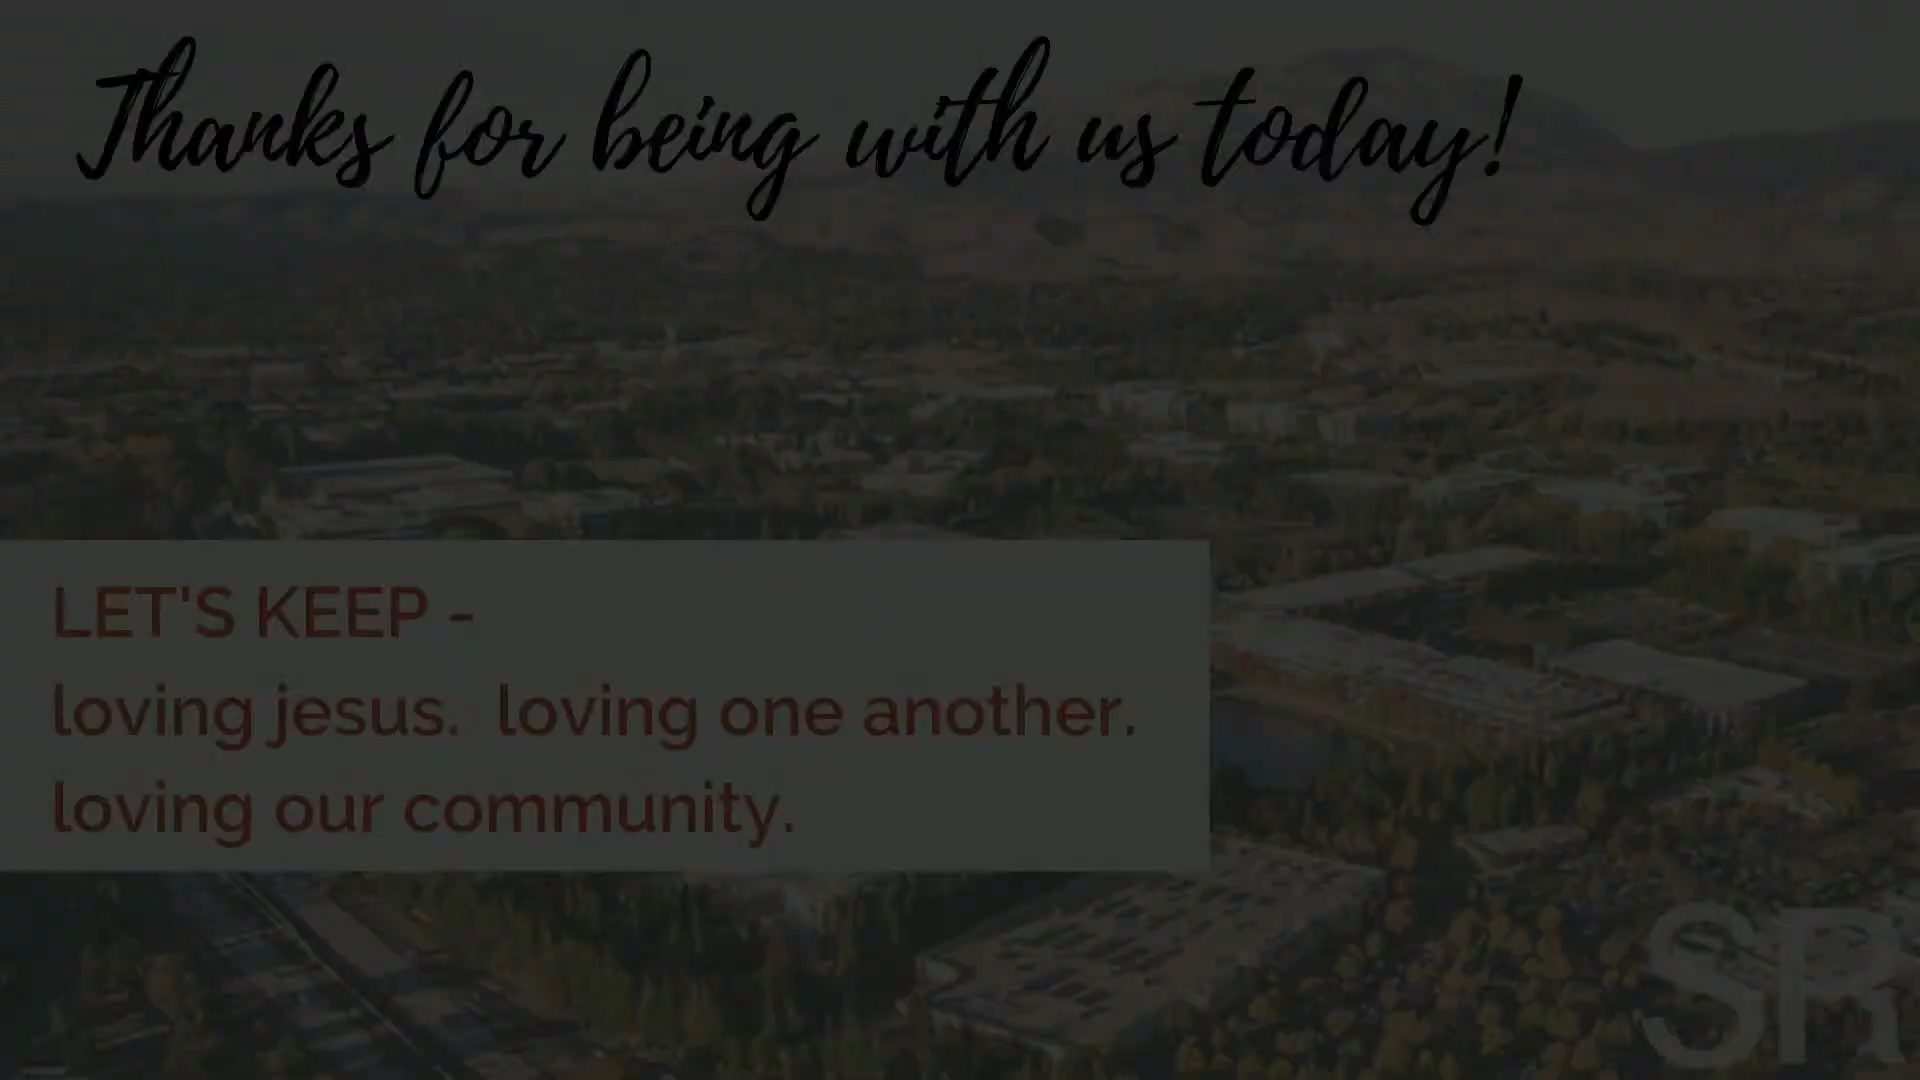 Thanks for being with us today!
LET'S KEEP -
loving jesus.  loving one another.
loving our community.
SR